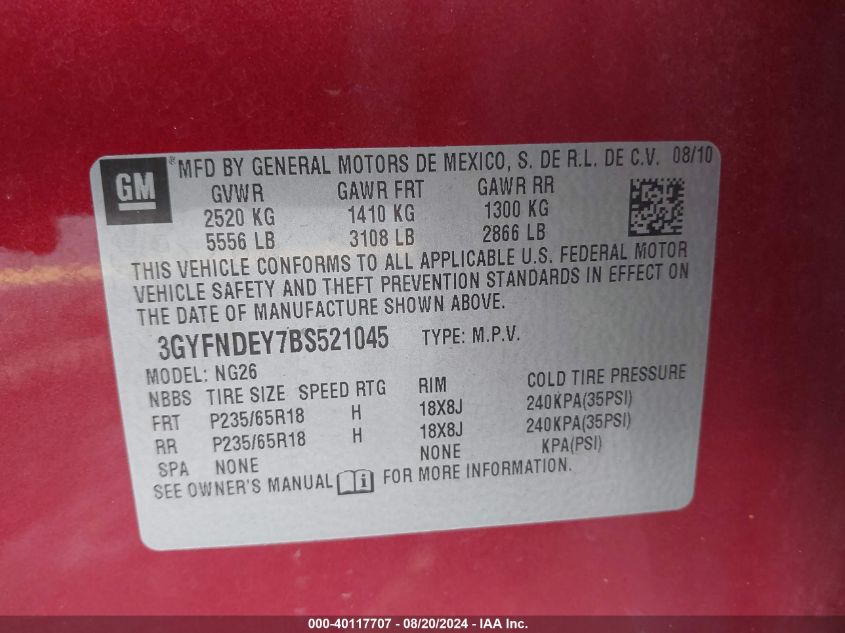 GM ® MFD BY GENERAL MOTORS DE MEXICO, S. DE R.L. DE C.V. 08/10
GVWR GAWR FRT GAWR RR
2520 KG 1410 KG 1300 KG
5556 LB 3108 LB 2866 LB
THIS VEHICLE CONFORMS TO ALL APPLICABLE U.S. FEDERAL MOTOR
VEHICLE SAFETY AND THEFT PREVENTION STANDARDS IN EFFECT ON
THE DATE OF MANUFACTURE SHOWN ABOVE.
3GYFNDEY7BS521045 TYPE: M.P.V.
MODEL: NG26
NBBS TIRE SIZE SPEED RTG RIM COLD TIRE PRESSURE
FRT P235/65R18 H 18X8J 240KPA(35PSI)
RR P235/65R18 H 18X8J 240KPA(35PSI)
SPA NONE NONE KPA(PSI)
SEE OWNER'S MANUAL FOR MORE INFORMATION.
000-40117707 - 08/20/2024 - IAA Inc.